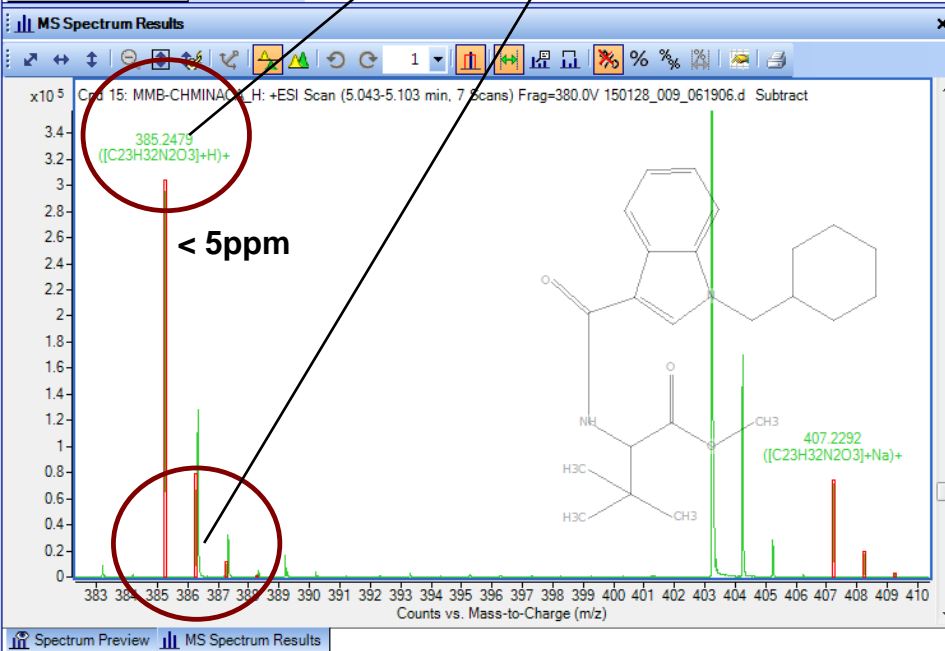 MS Spectrum Results
1
x10 5 Cpd 15: MMB-CHMINACA_H: +ESI Scan (5.043-5.103 min, 7 Scans) Frag=380.0V 150128_009_061906.d Subtract
3.4
3.2
3
2.8
2.6
2.4
2.2
2
1.8
1.6
1.4
1.2
1
0.8
0.6
0.4
0.2
0
385.2479
([C23H32N2O3]+H)+
< 5ppm
O
N
O
NH
O
CH3
H3C
H3C
CH3
407.2292
([C23H32N2O3]+Na)+
383 384 385 386 387 388 389 390 391 392 393 394 395 396 397 398 399 400 401 402 403 404 405 406 407 408 409 410
Counts vs. Mass-to-Charge (m/z)
Spectrum Preview MS Spectrum Results